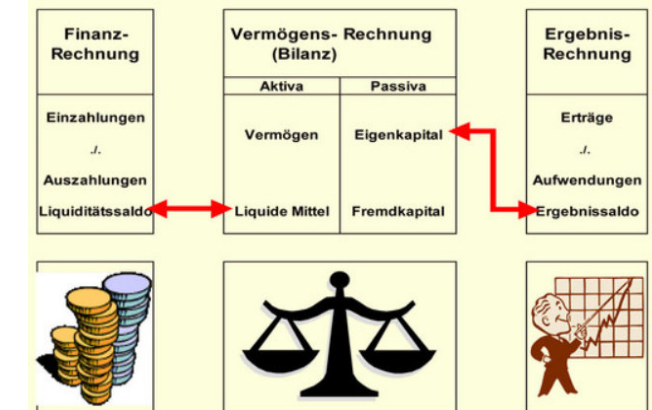 Finanz-
Rechnung
Einzahlungen
./.
Auszahlungen
Liquiditätssaldo
Vermögens- Rechnung
(Bilanz)
Aktiva
Passiva
Vermögen
Eigenkapital
Liquide Mittel
Fremdkapital
Ergebnis-
Rechnung
Erträge
./.
Aufwendungen
Ergebnissaldo